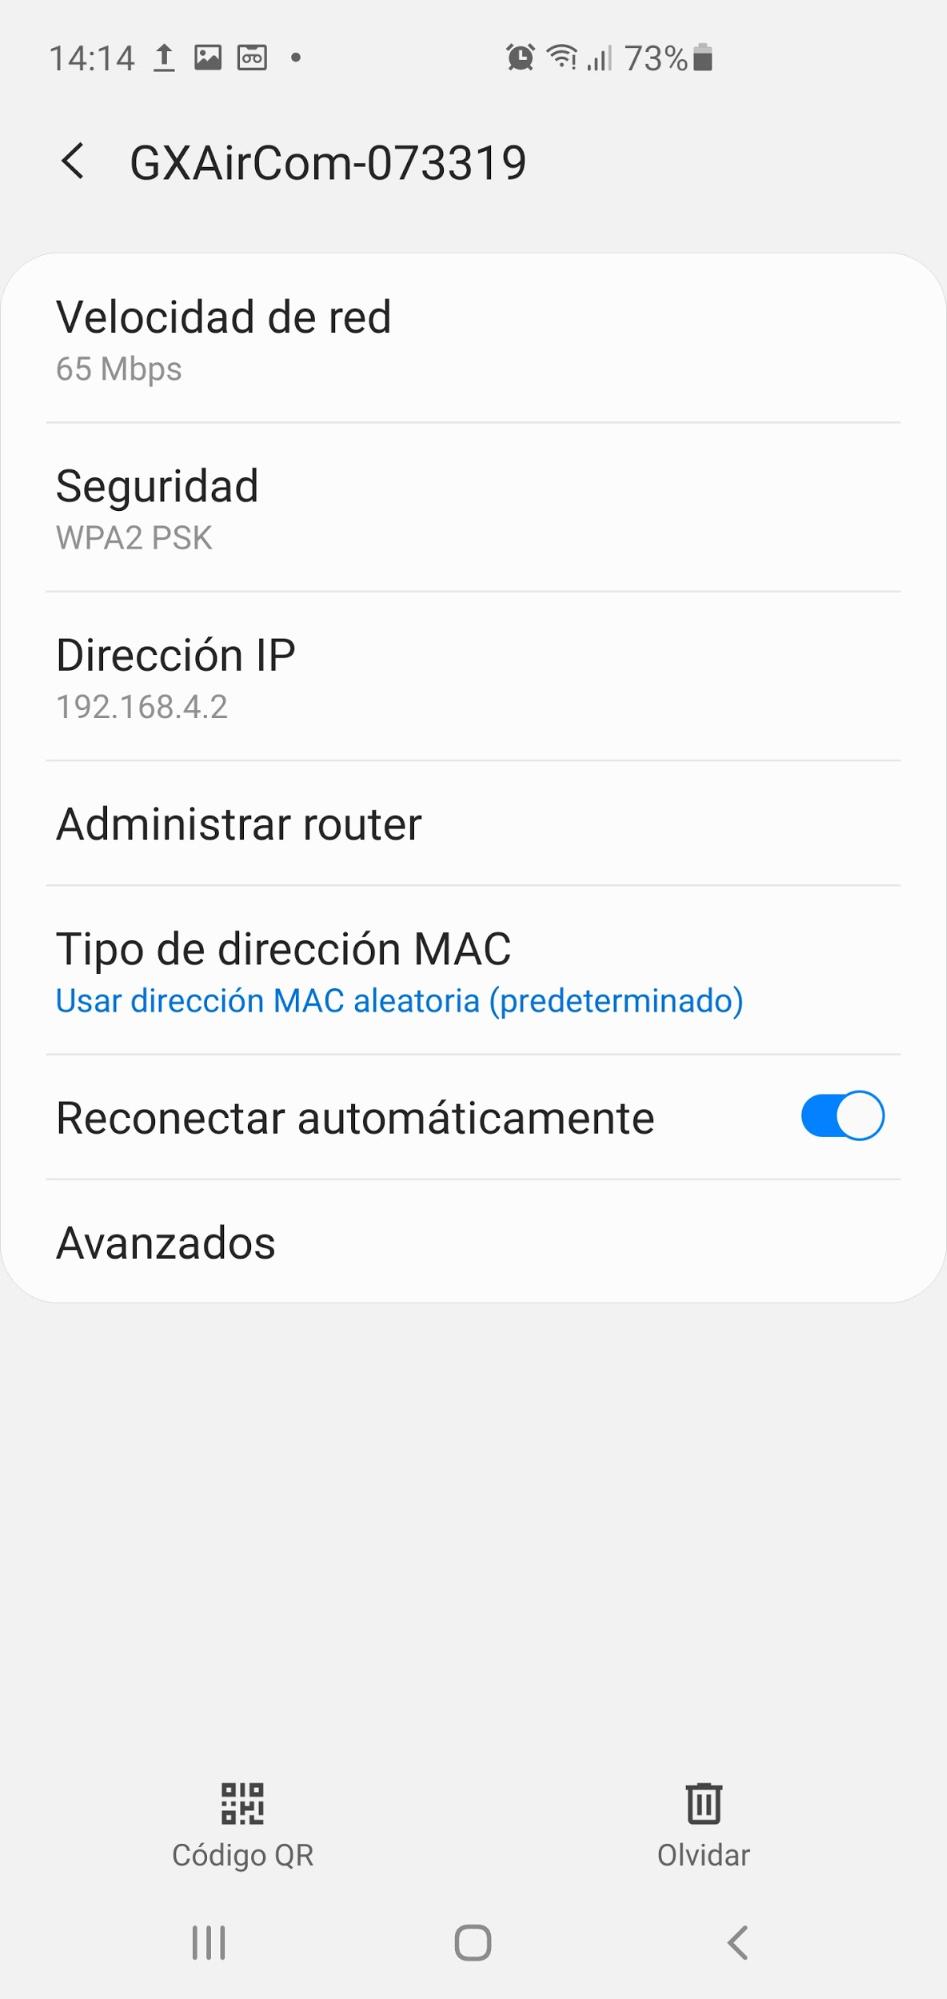 14:14
73%
GXAirCom-073319
Velocidad de red
65 Mbps
Seguridad
WPA2 PSK
Dirección IP
192.168.4.2
Administrar router
Tipo de dirección MAC
Usar dirección MAC aleatoria (predeterminado)
Reconectar automáticamente
Avanzados
Código QR
Olvidar